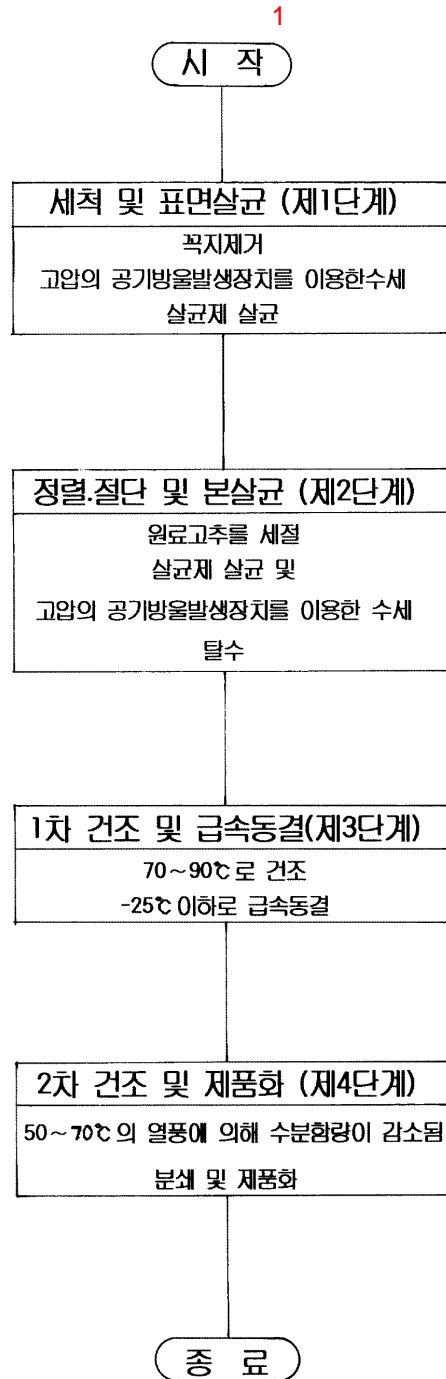 1
시 작
세척 및 표면살균 (제1단계)
꼭지제거
고압의 공기방울발생장치를 이용한수세
살균제 살균
정렬.절단 및 본살균 (제2단계)
원료고추를 세절
살균제 살균 및
고압의 공기방울발생장치를 이용한 수세
탈수
1차 건조 및 급속동결(제3단계)
70~90℃로 건조
-25℃이하로 급속동결
2차 건조 및 제품화 (제4단계)
50~70℃의 열풍에 의해 수분함량이 감소됨
분쇄 및 제품화
종 료